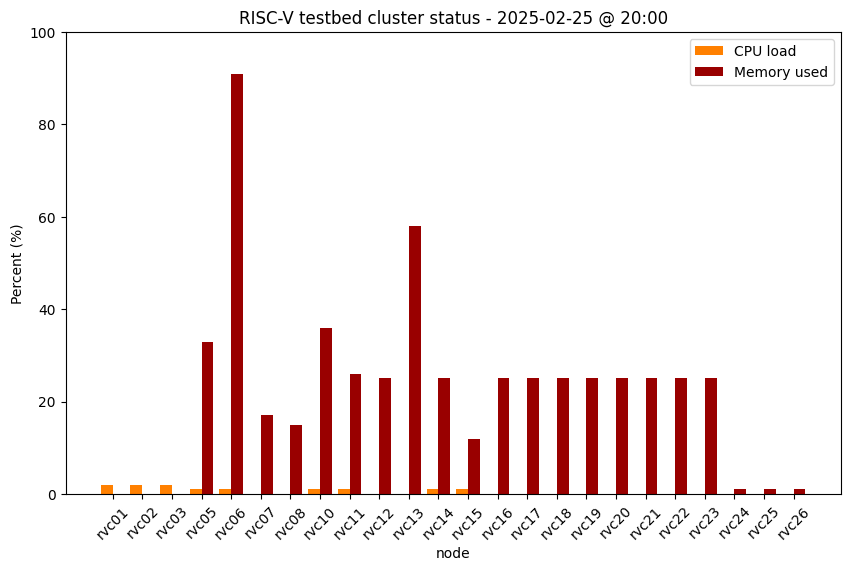 RISC-V testbed cluster status - 2025-02-25 @ 20:00
CPU load
Memory used
100
80
60
40
20
0
Percent (%)
rvc01
rvc02
rvc03
rvc05
rvc06
rvc07
rvc08
rvc10
rvc11
rvc12
rvc13
rvc14
rvc15
rvc16
rvc17
rvc18
rvc19
rvc20
rvc21
rvc22
rvc23
rvc24
rvc25
rvc26
node